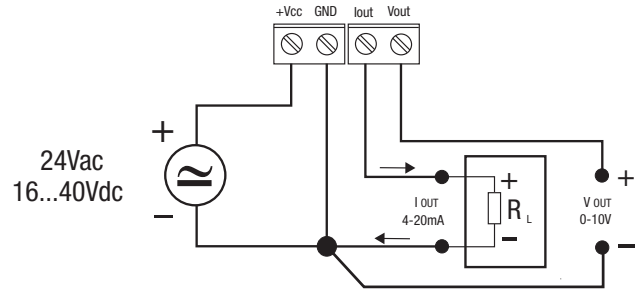 +Vcc GND Iout Vout
+
24Vac
16...40Vdc
−
I OUT
4-20mA
+
R L
−
+
V OUT
0-10V
−